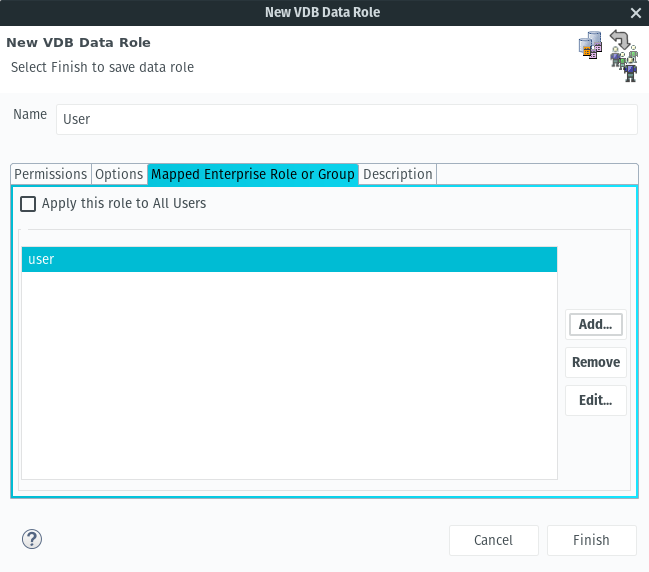 New VDB Data Role
New VDB Data Role
Select Finish to save data role
Name User
Permissions Options Mapped Enterprise Role or Group Description
Apply this role to All Users
user
Add...
Remove
Edit...
? Cancel Finish